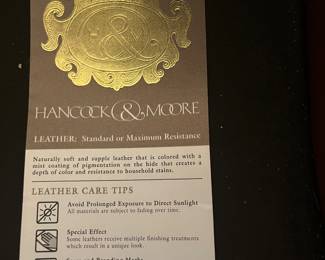 &
HANCOCK & MOORE
LEATHER: Standard or Maximum Resistance
Naturally soft and supple leather that is colored with a
mist coating of pigmentation on the hide that creates a
depth of color and resistance to household stains.
LEATHER CARE TIPS
Avoid Prolonged Exposure to Direct Sunlight
All materials are subject to fading over time.
Special Effect
Some leathers receive multiple finishing treatments
which result in a unique look.